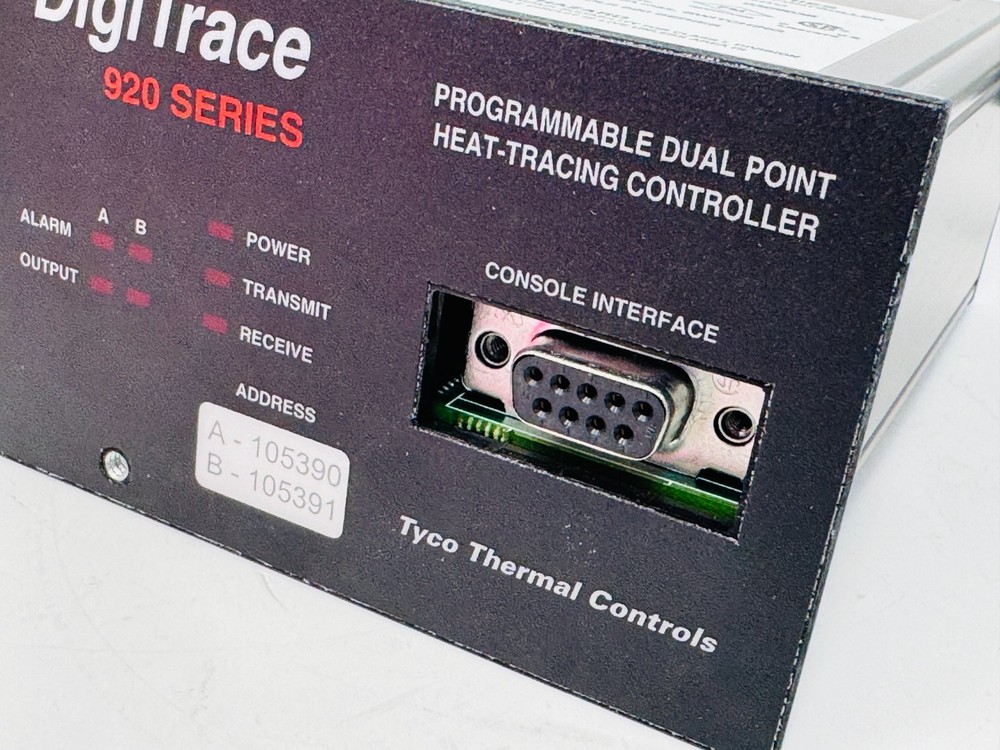 DigiTrace
920 SERIES
PROGRAMMABLE DUAL POINT
HEAT-TRACING CONTROLLER
A B
ALARM
OUTPUT
POWER
TRANSMIT
RECEIVE
ADDRESS
A - 105390
B - 105391
CONSOLE INTERFACE
Tyco Thermal Controls